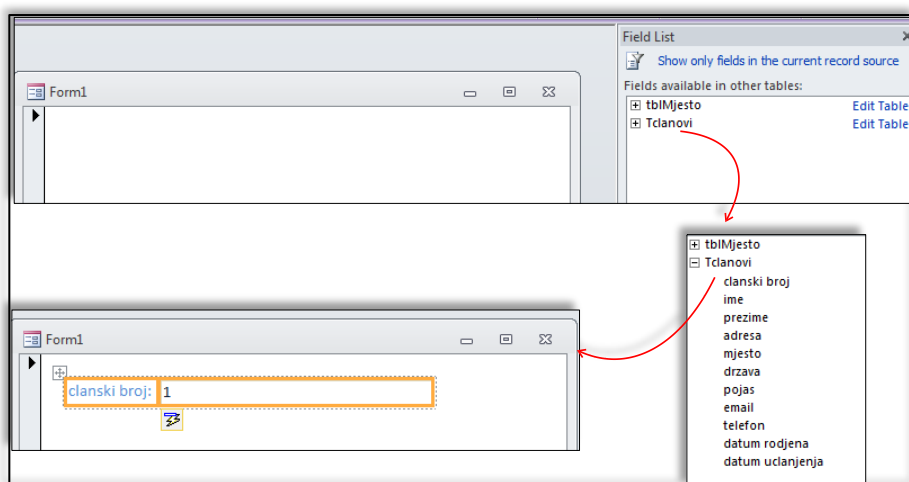 Field List
Show only fields in the current record source
Fields available in other tables:
tblMjesto Edit Table
Tclanovi Edit Table
Form1
tblMjesto
Tclanovi
clanski broj
ime
prezime
adresa
mjesto
drzava
pojas
email
telefon
datum rodjena
datum uclanjenja
Form1
clanski broj: 1